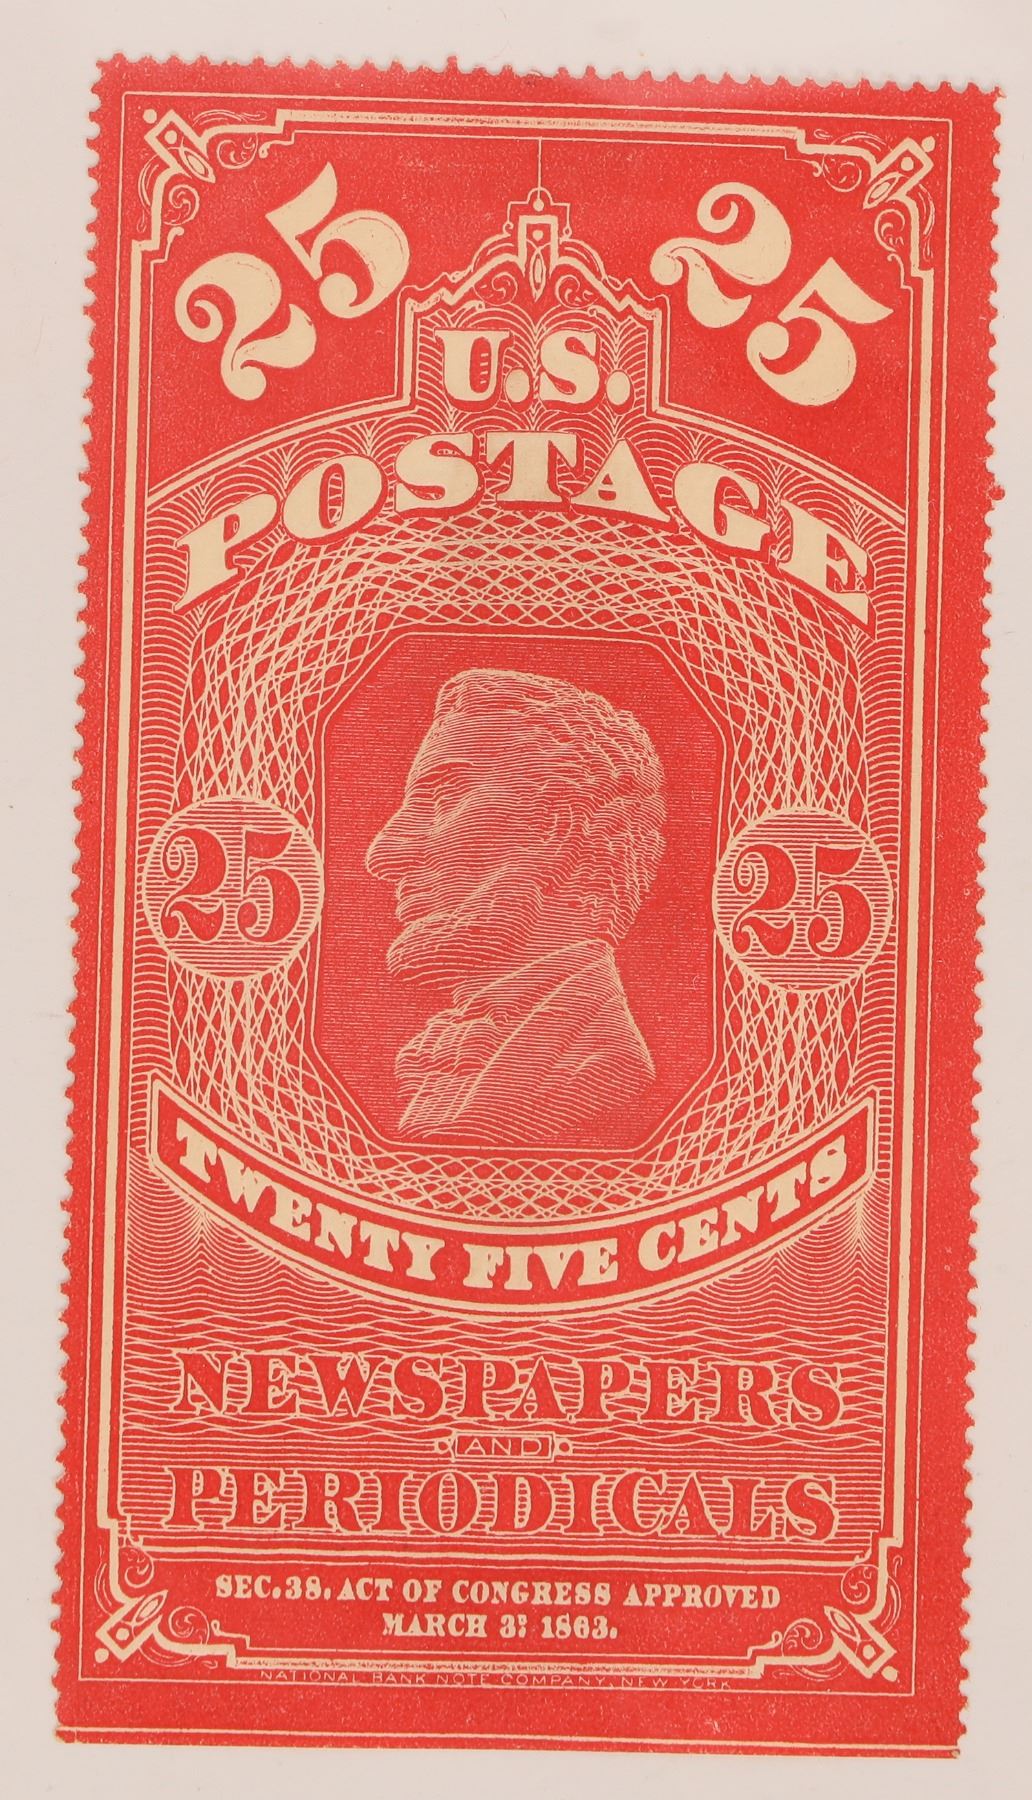 25 25
U.S.
POSTAGE
25 25
TWENTY FIVE CENTS
NEWSPAPERS
AND
PERIODICALS
SEC.38. ACT OF CONGRESS APPROVED
MARCH 3D 1863.
NATIONAL BANK NOTE COMPANY, NEW YORK